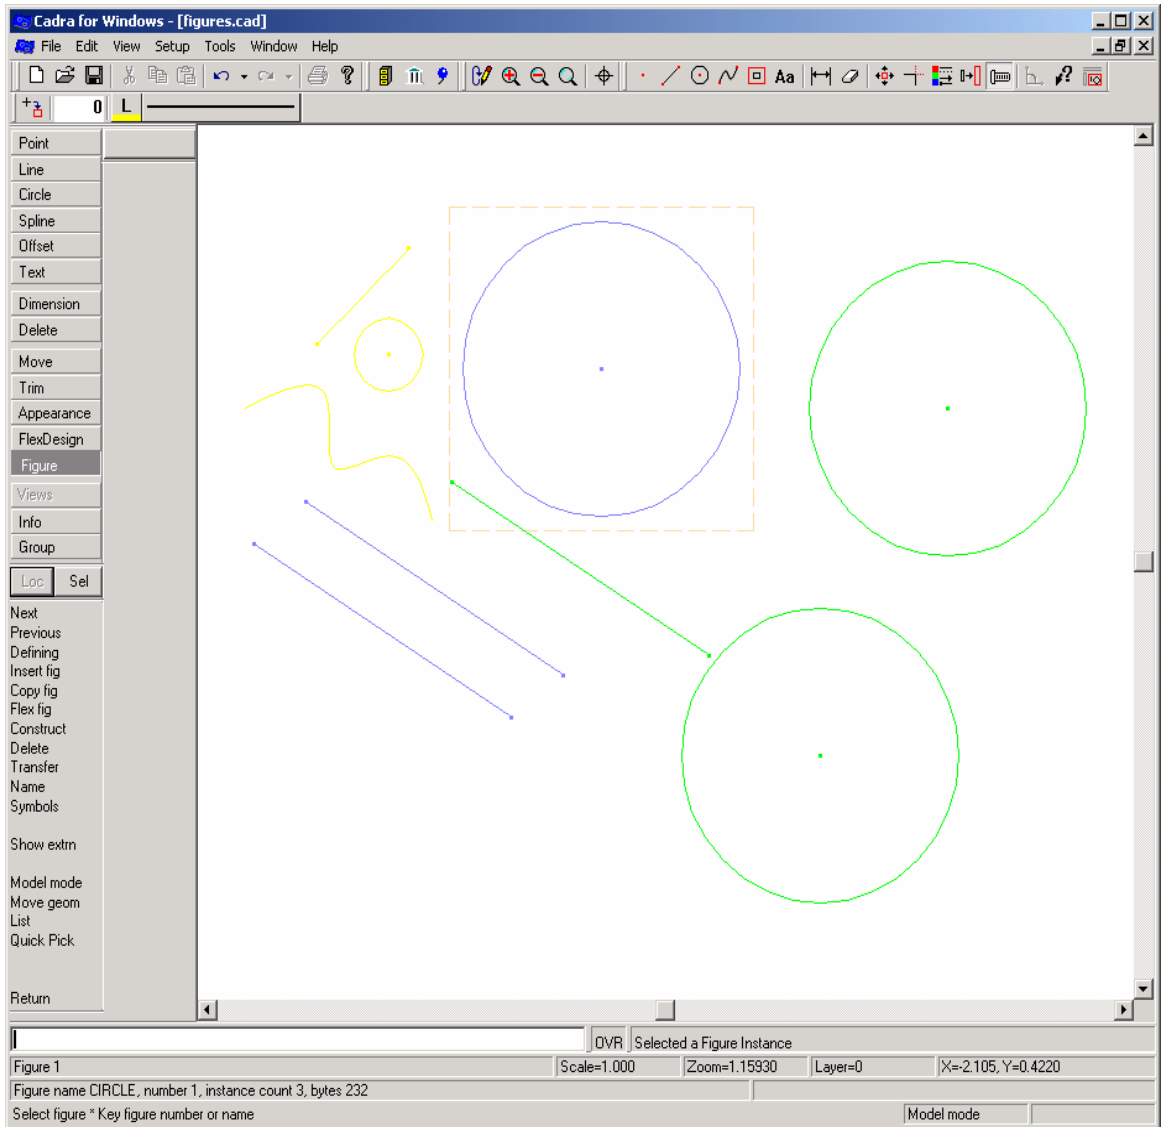 Cadra for Windows - [figures.cad]
File Edit View Setup Tools Window Help
Aa
0 L
Point
Line
Circle
Spline
Offset
Text
Dimension
Delete
Move
Trim
Appearance
FlexDesign
Figure
Views
Info
Group
Loc Sel
Next
Previous
Defining
Insert fig
Copy fig
Flex fig
Construct
Delete
Transfer
Name
Symbols
Show extrn
Model mode
Move geom
List
Quick Pick
Return
OVR Selected a Figure Instance
Figure 1 Scale=1.000 Zoom=1.15930 Layer=0 X=-2.105, Y=0.4220
Figure name CIRCLE, number 1, instance count 3, bytes 232
Select figure * Key figure number or name Model mode